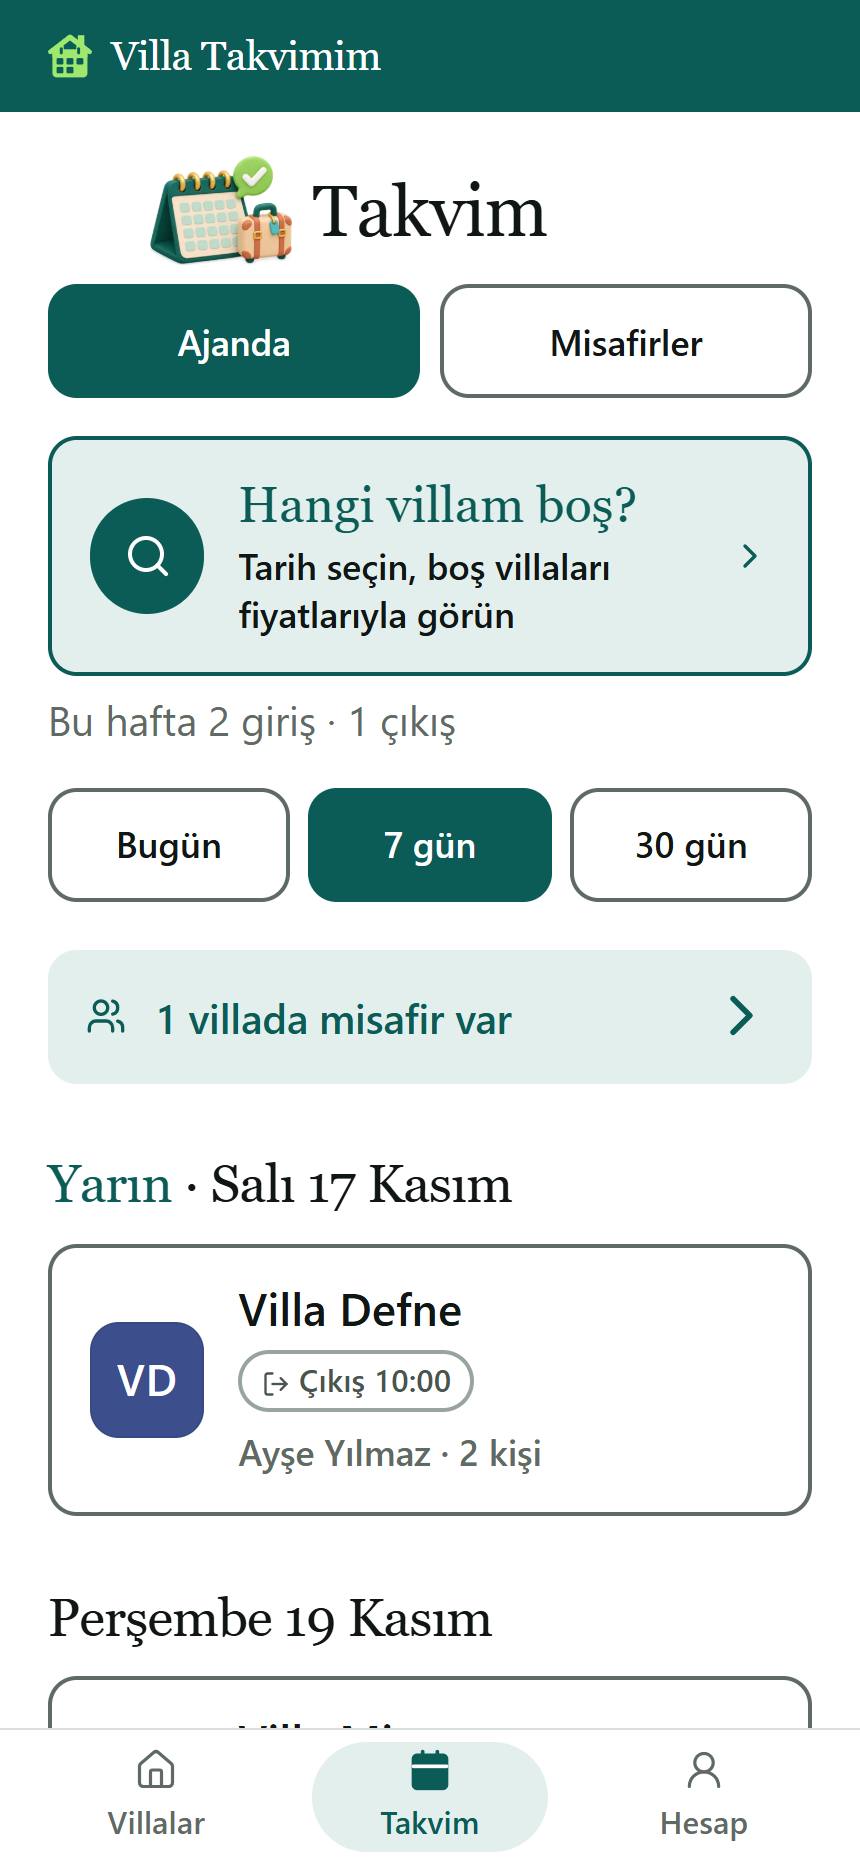 Villa Takvimim
Takvim
Ajanda
Misafirler
Hangi villam boş?
Tarih seçin, boş villaları
fiyatlarıyla görün
Bu hafta 2 giriş · 1 çıkış
Bugün
7 gün
30 gün
1 villada misafir var
Yarın · Salı 17 Kasım
VD
Villa Defne
Çıkış 10:00
Ayşe Yılmaz · 2 kişi
Perşembe 19 Kasım
Villalar
Takvim
Hesap